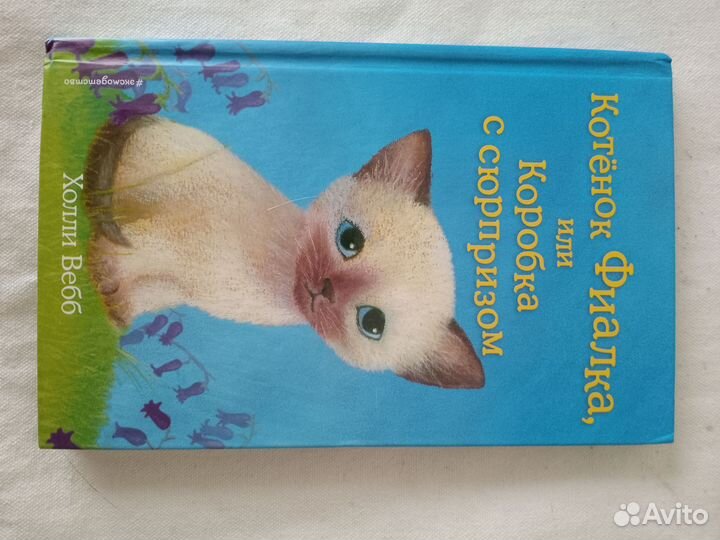 Котёнок Фиалка,
или
Коробка
с сюрпризом
Холли Вебб
#эксмодетство
Avito